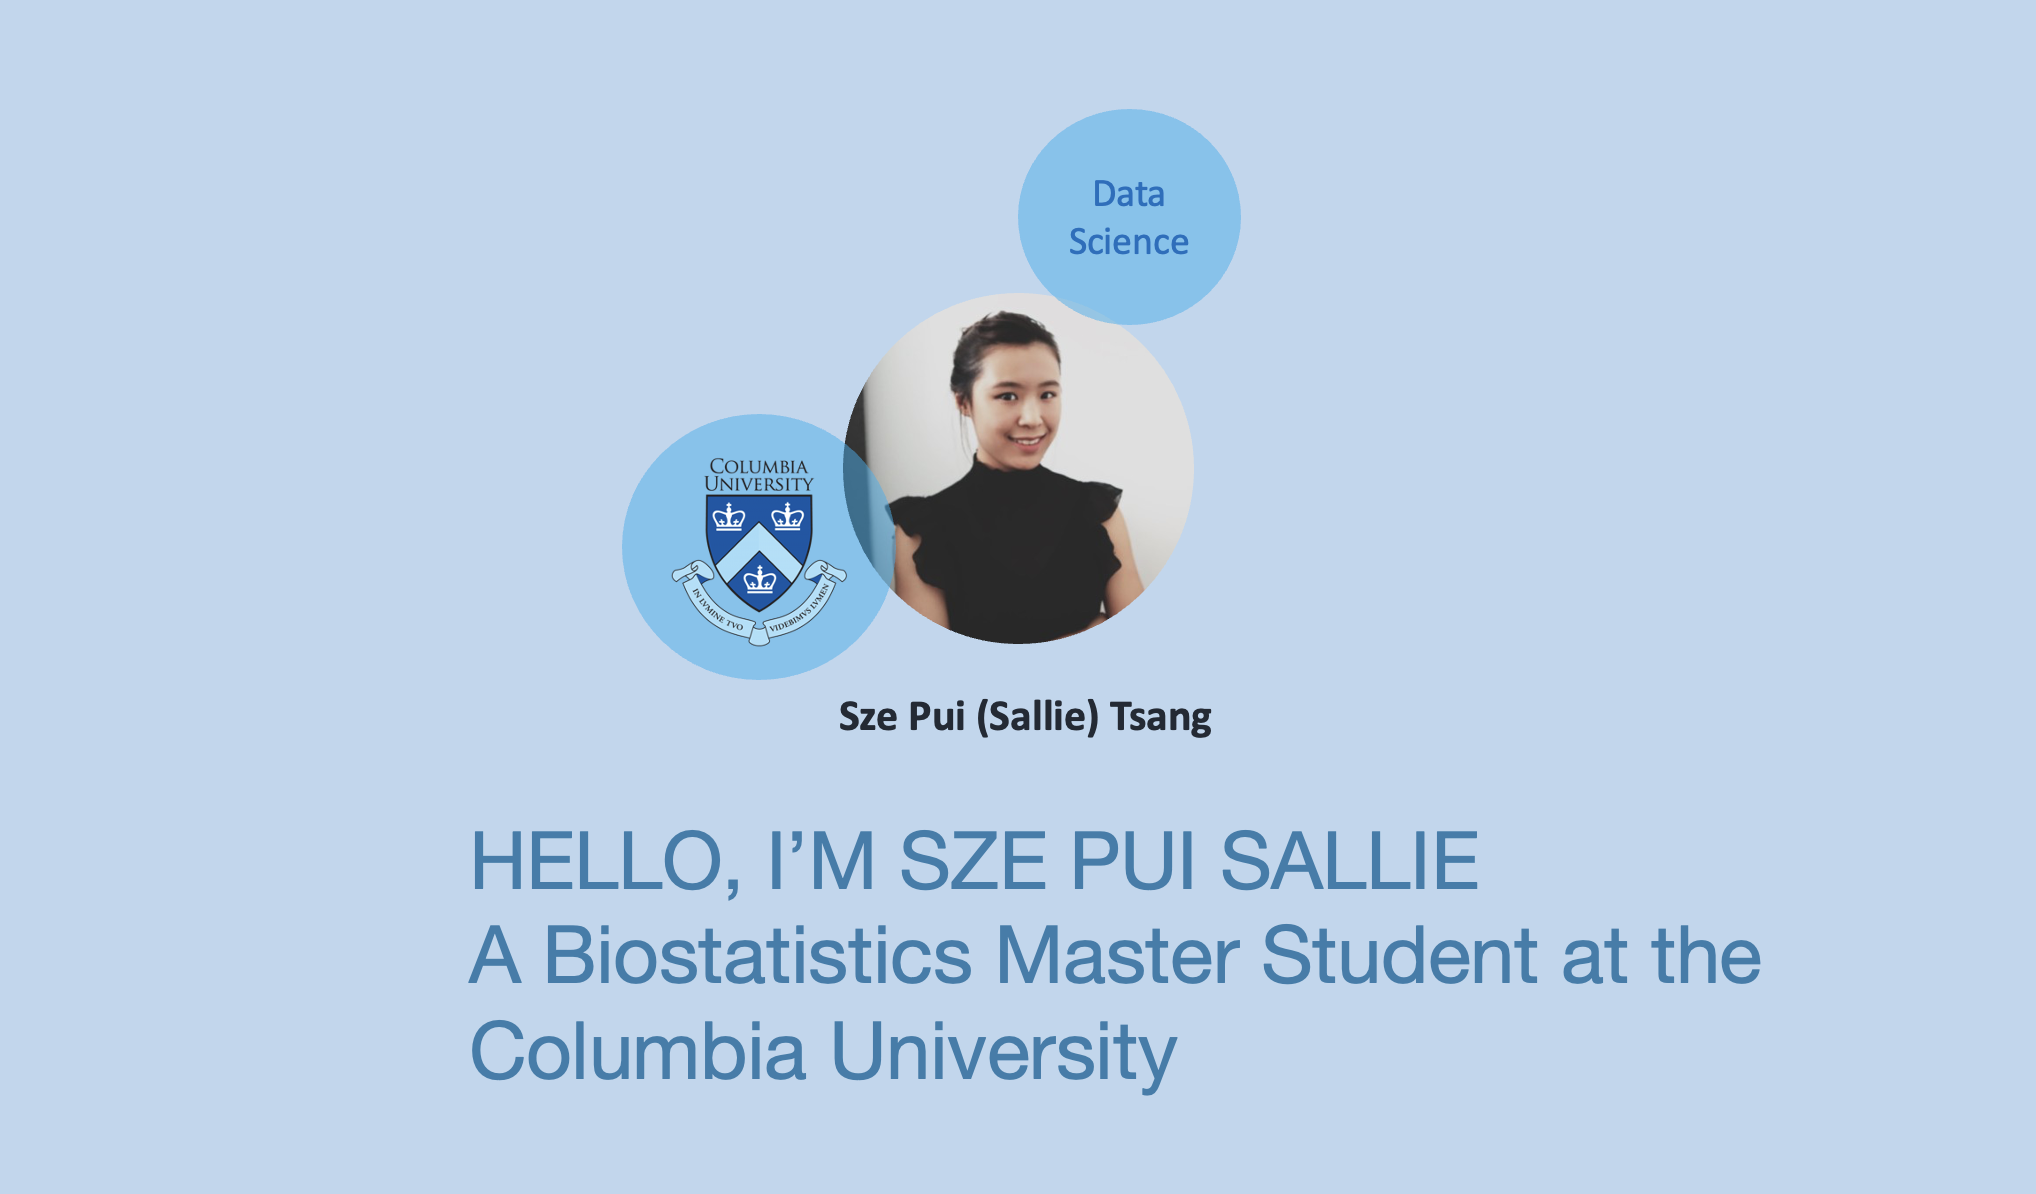 Data
Science
COLUMBIA
UNIVERSITY
IN LVMINE TVO
VIDEBIMVS LVMEN
Sze Pui (Sallie) Tsang
HELLO, I’M SZE PUI SALLIE
A Biostatistics Master Student at the
Columbia University